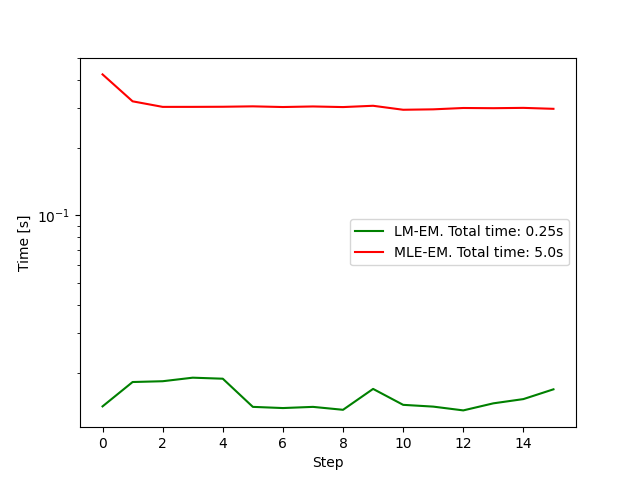 Time [s]
10⁻¹
LM-EM. Total time: 0.25s
MLE-EM. Total time: 5.0s
0 2 4 6 8 10 12 14
Step